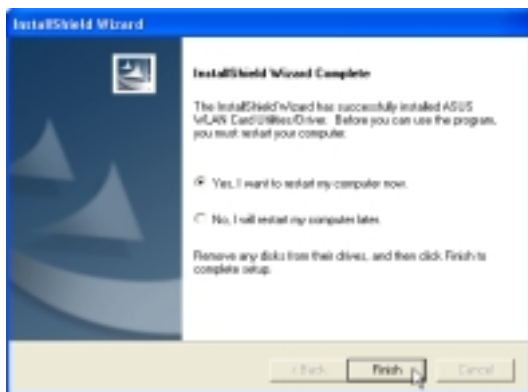 InstallShield Wizard
InstallShield Wizard Complete
The InstallShield Wizard has successfully installed ASUS
WLAN Card Utilities/Driver. Before you can use the program,
you must restart your computer.
Yes, I want to restart my computer now.
No, I will restart my computer later.
Remove any disks from their drives, and then click Finish to
complete setup.
< Back
Finish
Cancel